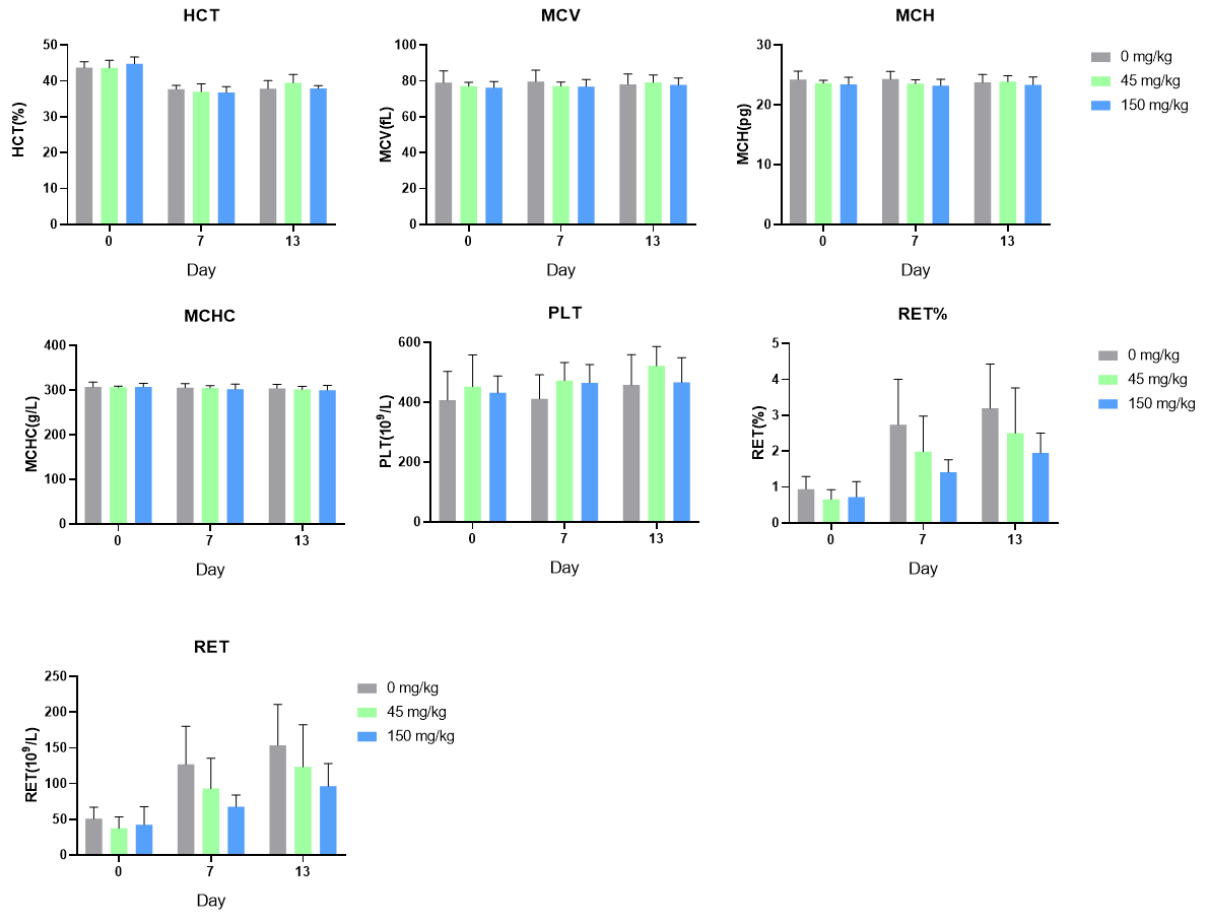 HCT
MCV
MCH
50
40
30
20
10
0
HCT(%)
0
7
13
Day
100
80
60
40
20
0
MCV(fL)
0
7
13
Day
30
20
10
0
MCH(pg)
0
7
13
Day
0 mg/kg
45 mg/kg
150 mg/kg
MCHC
PLT
RET%
400
300
200
100
0
MCHC(g/L)
0
7
13
Day
600
400
200
0
PLT(10⁹/L)
0
7
13
Day
5
4
3
2
1
0
RET(%)
0
7
13
Day
0 mg/kg
45 mg/kg
150 mg/kg
RET
250
200
150
100
50
0
RET(10⁹/L)
0
7
13
Day
0 mg/kg
45 mg/kg
150 mg/kg